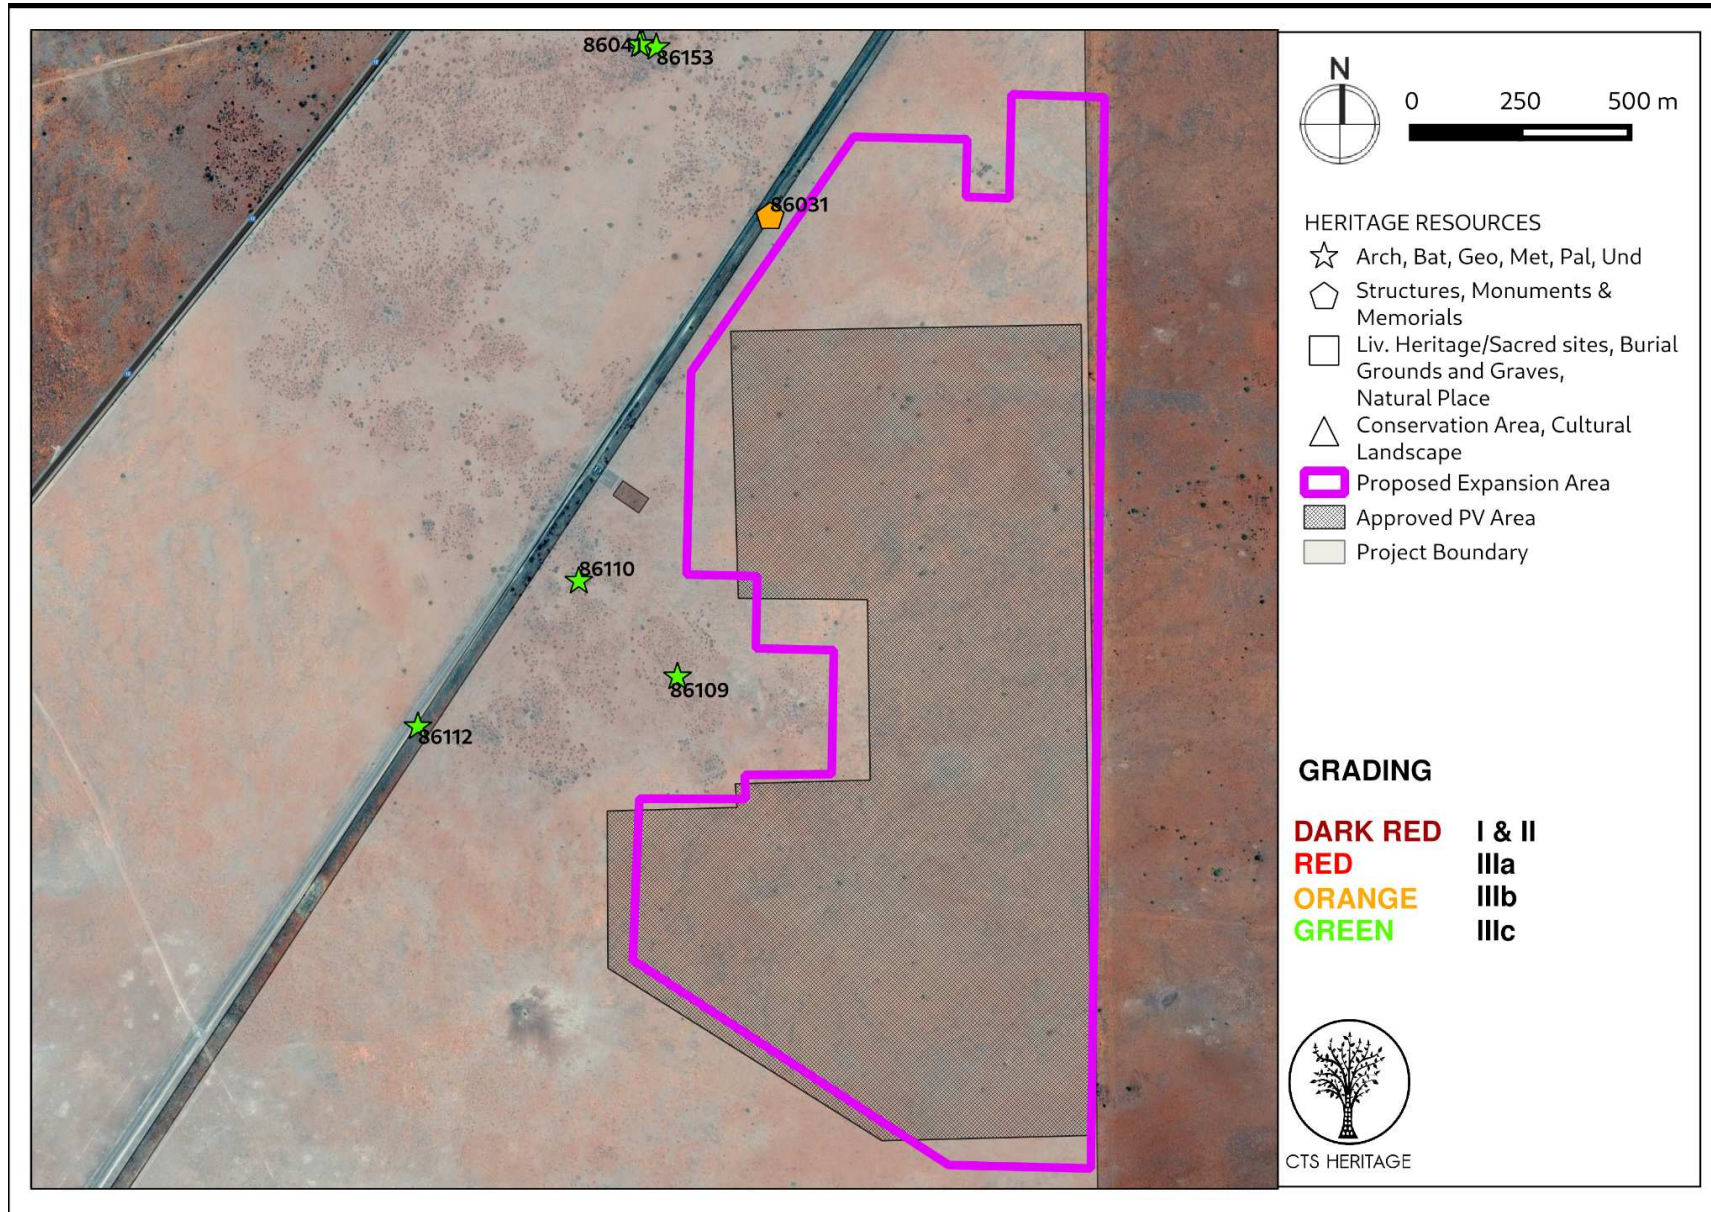 8604
86153
86031
86110
86109
86112
N
0 250 500 m
HERITAGE RESOURCES
Arch, Bat, Geo, Met, Pal, Und
Structures, Monuments &
Memorials
Liv. Heritage/Sacred sites, Burial
Grounds and Graves,
Natural Place
Conservation Area, Cultural
Landscape
Proposed Expansion Area
Approved PV Area
Project Boundary
GRADING
DARK RED I & II
RED IIIa
ORANGE IIIb
GREEN IIIc
CTS HERITAGE